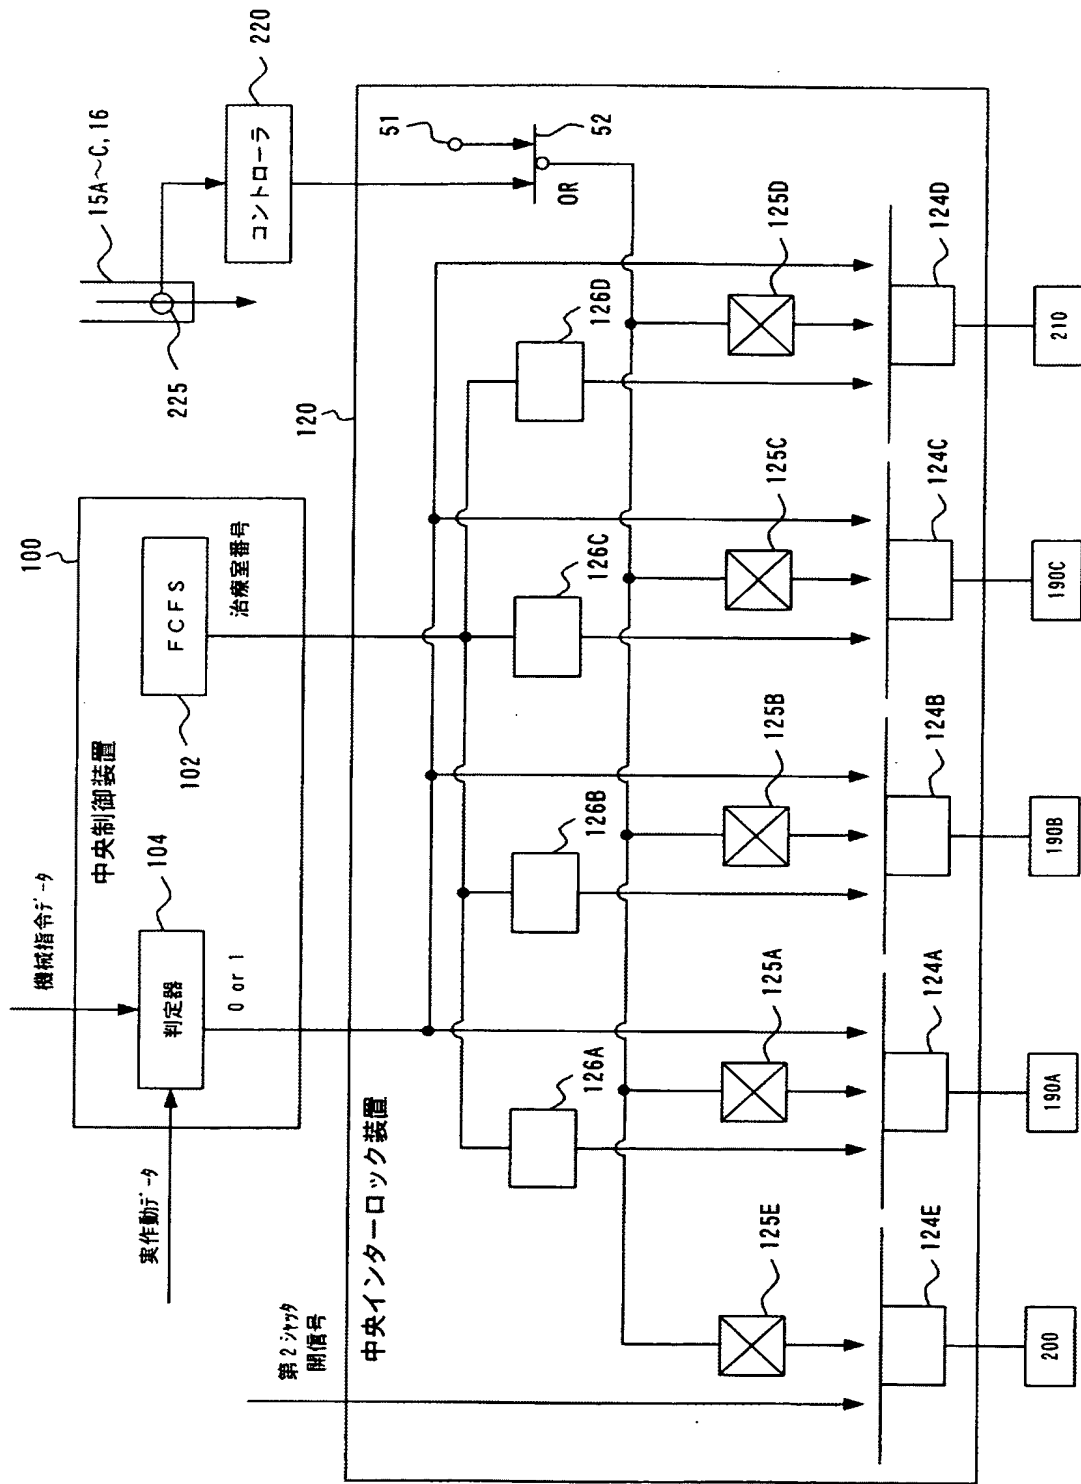 機械指令ﾃﾞｰﾀ
実作動ﾃﾞｰﾀ
100
中央制御装置
104
判定器
0 or 1
102
FCFS
治療室番号
15A～C,16
225
コントローラ
220
120
中央インターロック装置
第2ｼｬｯﾀ
開信号
51
52
OR
126A
126B
126C
126D
125E
125A
125B
125C
125D
124E
124A
124B
124C
124D
200
190A
190B
190C
210